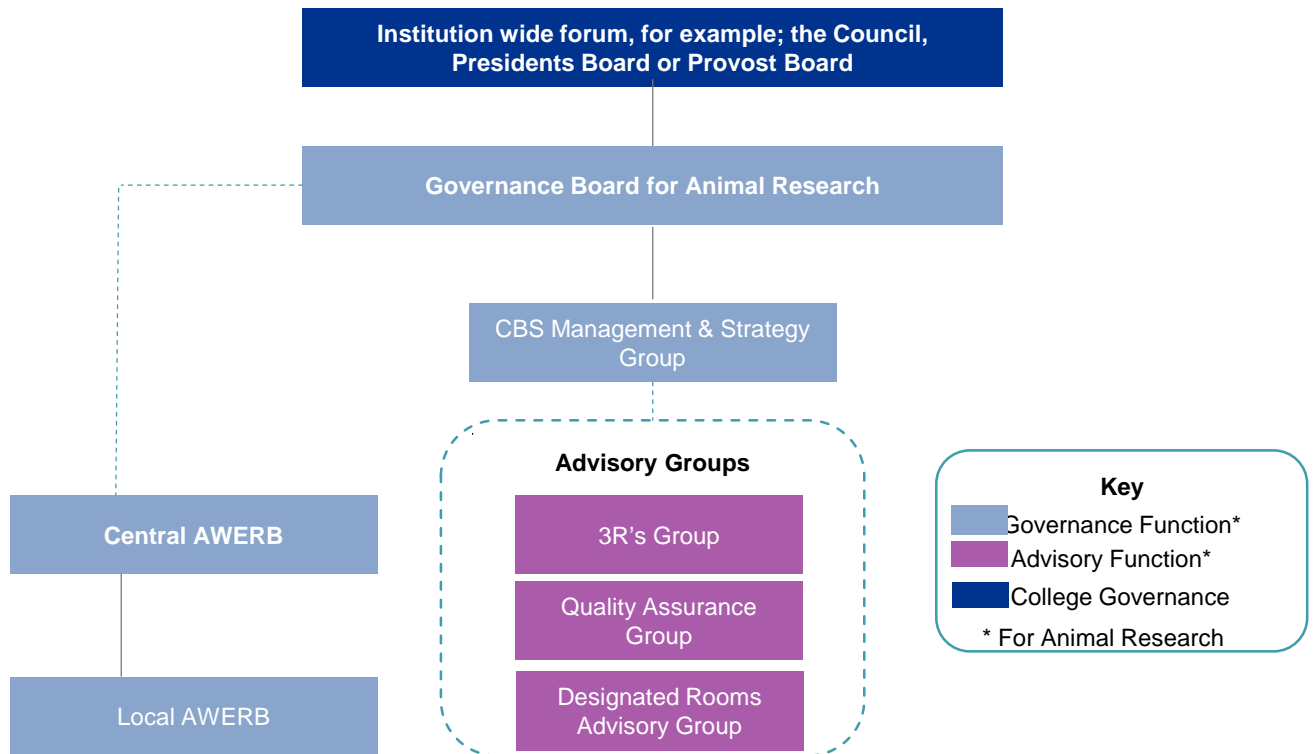 Institution wide forum, for example; the Council,
Presidents Board or Provost Board
Governance Board for Animal Research
CBS Management & Strategy
Group
Advisory Groups
3R's Group
Quality Assurance
Group
Designated Rooms
Advisory Group
Central AWERB
Local AWERB
Key
Governance Function*
Advisory Function*
College Governance
* For Animal Research